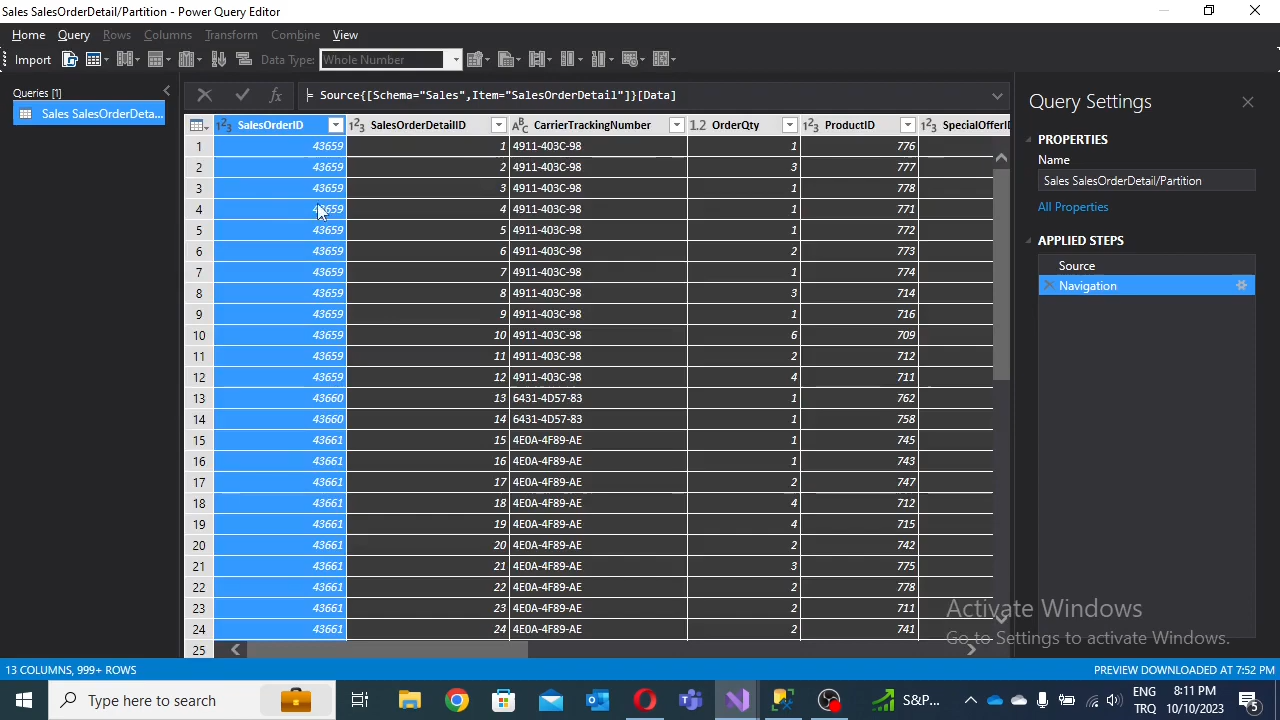 Sales SalesOrderDetail/Partition - Power Query Editor
Home Query Rows Columns Transform Combine View
Import Data Type: Whole Number
Queries [1]
Sales SalesOrderDeta...
= Source{[Schema="Sales",Item="SalesOrderDetail"]}[Data]
SalesOrderID SalesOrderDetailID CarrierTrackingNumber OrderQty ProductID SpecialOfferID
1 43659 1 4911-403C-98 1 776
2 43659 2 4911-403C-98 3 777
3 43659 3 4911-403C-98 1 778
4 43659 4 4911-403C-98 1 771
5 43659 5 4911-403C-98 1 772
6 43659 6 4911-403C-98 2 773
7 43659 7 4911-403C-98 1 774
8 43659 8 4911-403C-98 3 714
9 43659 9 4911-403C-98 1 716
10 43659 10 4911-403C-98 6 709
11 43659 11 4911-403C-98 2 712
12 43659 12 4911-403C-98 4 711
13 43660 13 6431-4D57-83 1 762
14 43660 14 6431-4D57-83 1 758
15 43661 15 4E0A-4F89-AE 1 745
16 43661 16 4E0A-4F89-AE 1 743
17 43661 17 4E0A-4F89-AE 2 747
18 43661 18 4E0A-4F89-AE 4 712
19 43661 19 4E0A-4F89-AE 4 715
20 43661 20 4E0A-4F89-AE 2 742
21 43661 21 4E0A-4F89-AE 3 775
22 43661 22 4E0A-4F89-AE 2 778
23 43661 23 4E0A-4F89-AE 2 711
24 43661 24 4E0A-4F89-AE 2 741
25
Query Settings
PROPERTIES
Name
Sales SalesOrderDetail/Partition
All Properties
APPLIED STEPS
Source
Navigation
Activate Windows
Go to Settings to activate Windows.
13 COLUMNS, 999+ ROWS PREVIEW DOWNLOADED AT 7:52 PM
Type here to search S&P... ENG 8:11 PM
TRQ 10/10/2023 5